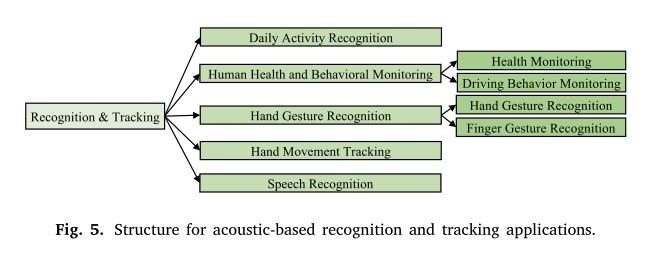 Daily Activity Recognition
Health Monitoring
Human Health and Behavioral Monitoring
Driving Behavior Monitoring
Hand Gesture Recognition
Recognition & Tracking
Hand Gesture Recognition
Finger Gesture Recognition
Hand Movement Tracking
Speech Recognition
Fig. 5. Structure for acoustic-based recognition and tracking applications.